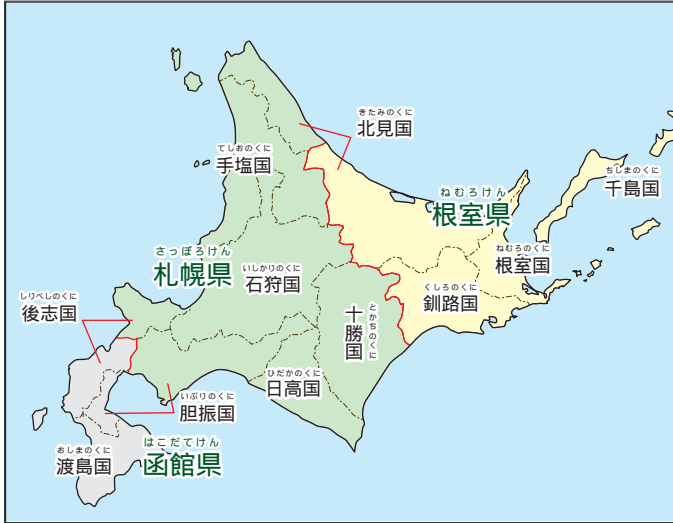 きたみのくに
北見国
てしおのくに
手塩国
ちしまのくに
千島国
ねむろけん
根室県
ねむろのくに
根室国
さっぽろけん
札幌県
いしかりのくに
石狩国
しりべしのくに
後志国
くしろのくに
釧路国
とかちのくに
十勝国
ひだかのくに
日高国
いぶりのくに
胆振国
おしまのくに
渡島国
はこだてけん
函館県